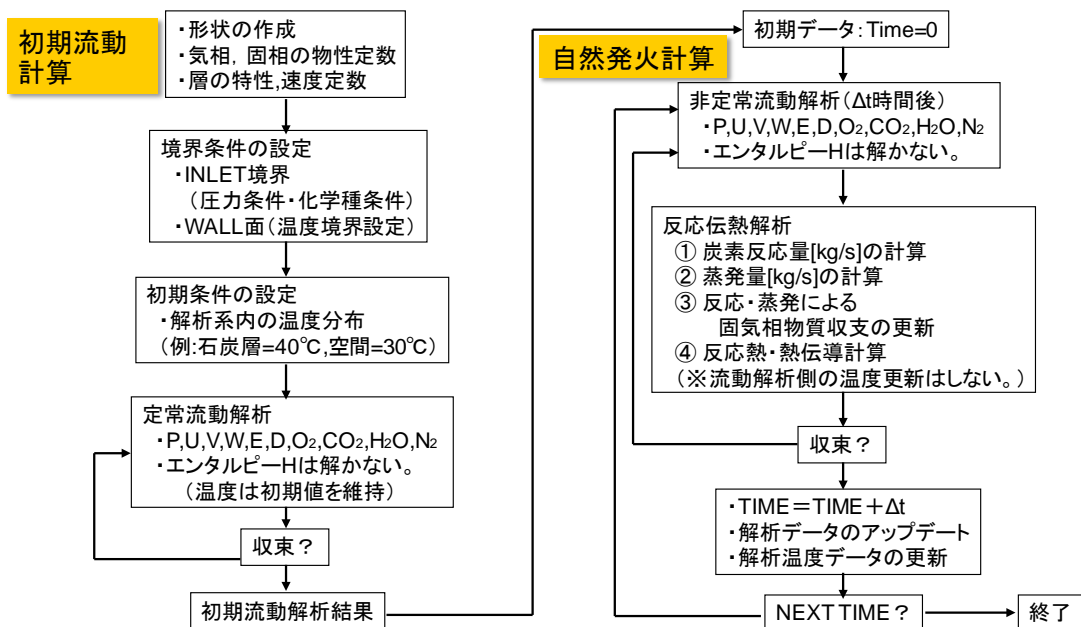 初期流動
計算
・形状の作成
・気相，固相の物性定数
・層の特性,速度定数
境界条件の設定
・INLET境界
（圧力条件・化学種条件）
・WALL面（温度境界設定）
初期条件の設定
・解析系内の温度分布
（例:石炭層=40℃,空間=30℃）
定常流動解析
・P,U,V,W,E,D,O₂,CO₂,H₂O,N₂
・エンタルピーHは解かない。
（温度は初期値を維持）
収束？
初期流動解析結果
自然発火計算
初期データ：Time=0
非定常流動解析（Δt時間後）
・P,U,V,W,E,D,O₂,CO₂,H₂O,N₂
・エンタルピーHは解かない。
反応伝熱解析
① 炭素反応量[kg/s]の計算
② 蒸発量[kg/s]の計算
③ 反応・蒸発による
固気相物質収支の更新
④ 反応熱・熱伝導計算
（※流動解析側の温度更新はしない。）
収束？
・TIME＝TIME＋Δt
・解析データのアップデート
・解析温度データの更新
NEXT TIME？
終了